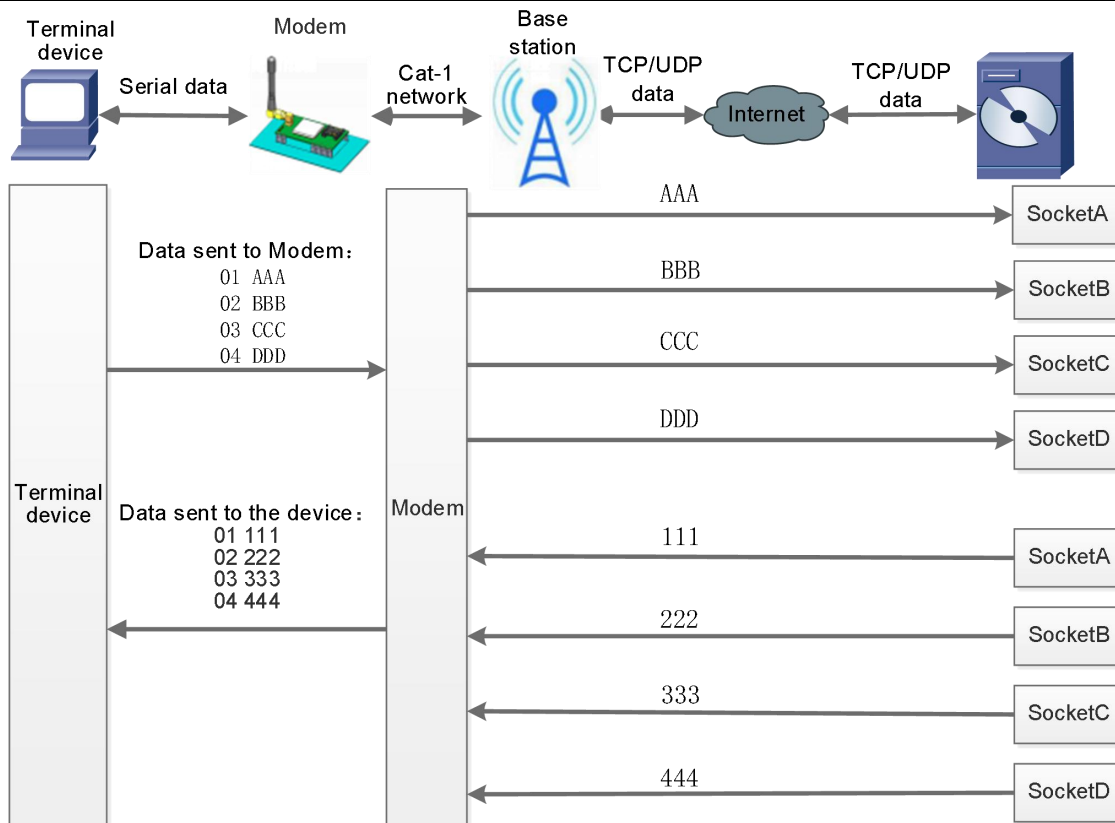 Terminal
device
Serial data
Modem
Cat-1
network
Base
station
TCP/UDP
data
Internet
TCP/UDP
data
AAA
SocketA
Data sent to Modem：
01 AAA
02 BBB
03 CCC
04 DDD
BBB
SocketB
CCC
SocketC
DDD
SocketD
Terminal
device
Data sent to the device：
01 111
02 222
03 333
04 444
Modem
111
SocketA
222
SocketB
333
SocketC
444
SocketD